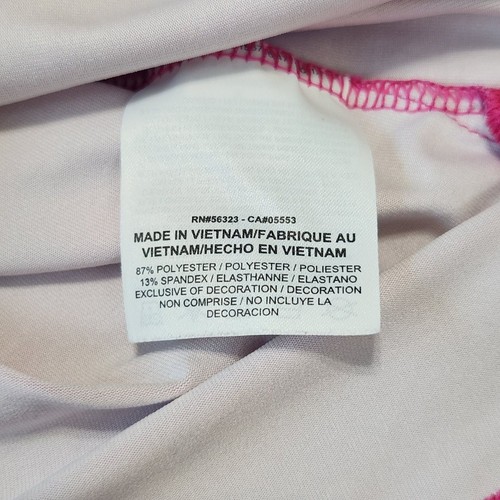 RN#56323 - CA#05553
MADE IN VIETNAM/FABRIQUE AU
VIETNAM/HECHO EN VIETNAM
87% POLYESTER / POLYESTER / POLIESTER
13% SPANDEX / ELASTHANNE / ELASTANO
EXCLUSIVE OF DECORATION / DECORATION
NON COMPRISE / NO INCLUYE LA
DECORACION